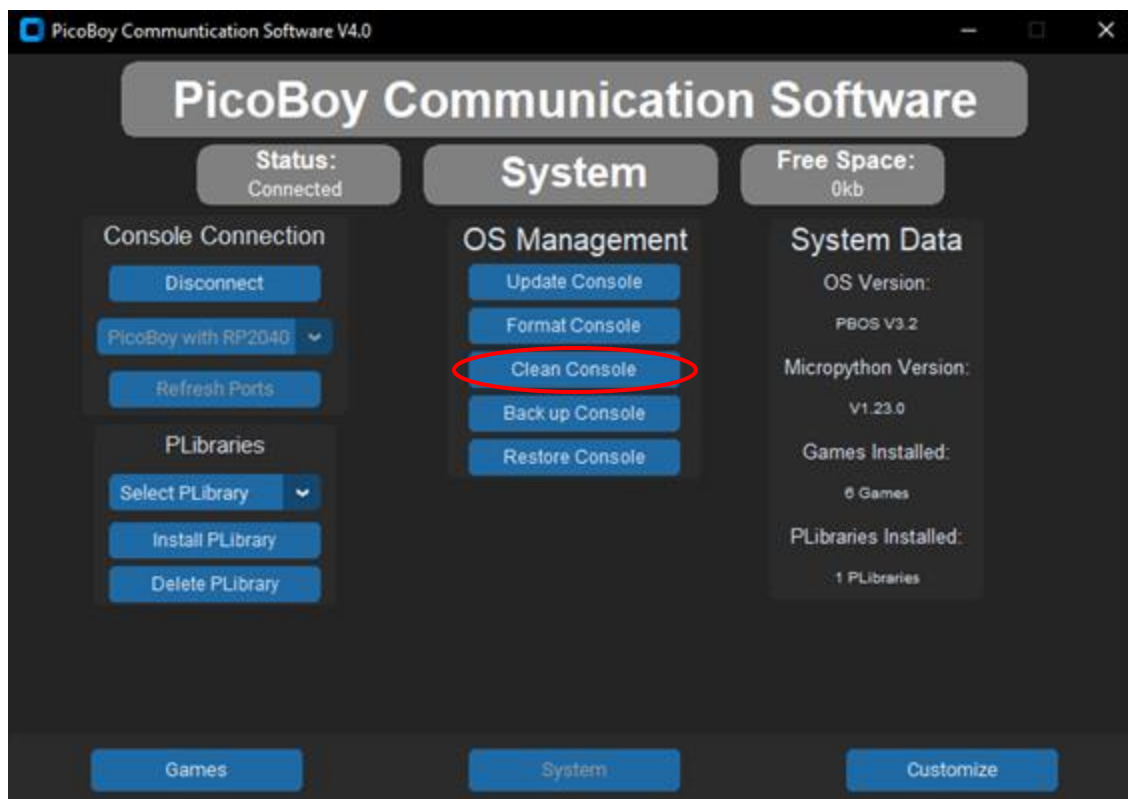 PicoBoy Communtication Software V4.0
PicoBoy Communication Software
Status:
Connected
System
Free Space:
0kb
Console Connection
Disconnect
PicoBoy with RP2040
Refresh Ports
PLibraries
Select PLibrary
Install PLibrary
Delete PLibrary
OS Management
Update Console
Format Console
Clean Console
Back up Console
Restore Console
System Data
OS Version:
PBOS V3.2
Micropython Version:
V1.23.0
Games Installed:
6 Games
PLibraries Installed:
1 PLibraries
Games
System
Customize